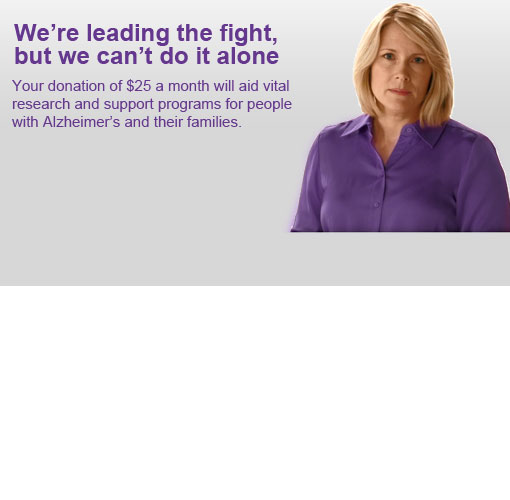 We’re leading the fight,
but we can’t do it alone
Your donation of $25 a month will aid vital
research and support programs for people
with Alzheimer’s and their families.